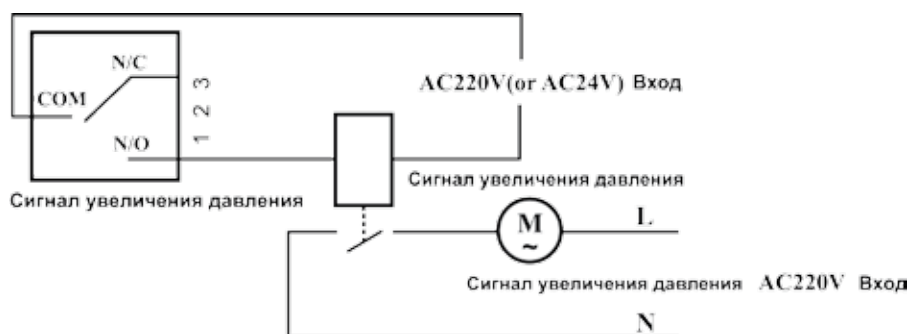 N/C
3
AC220V(or AC24V) Вход
COM
2
N/O
1
Сигнал увеличения давления
Сигнал увеличения давления
M
~
L
Сигнал увеличения давления AC220V Вход
N